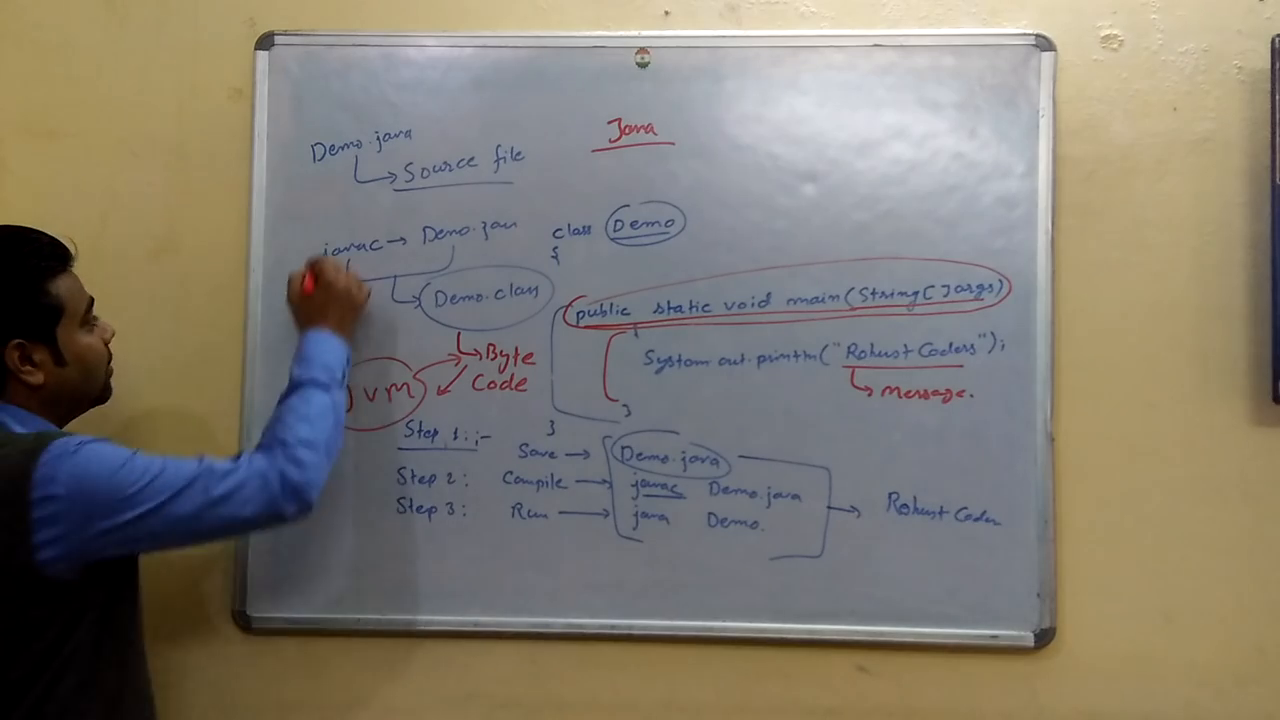 Java
Demo.java
Source file
javac → Demo.java
Demo.class
Byte
Code
JVM
class Demo
{
public static void main(String[]args)
{
System.out.println("Robust Coders");
Message.
}
}
Step 1:-
Save → Demo.java
Step 2: Compile → javac Demo.java
Step 3: Run → java Demo.
Robust Coder